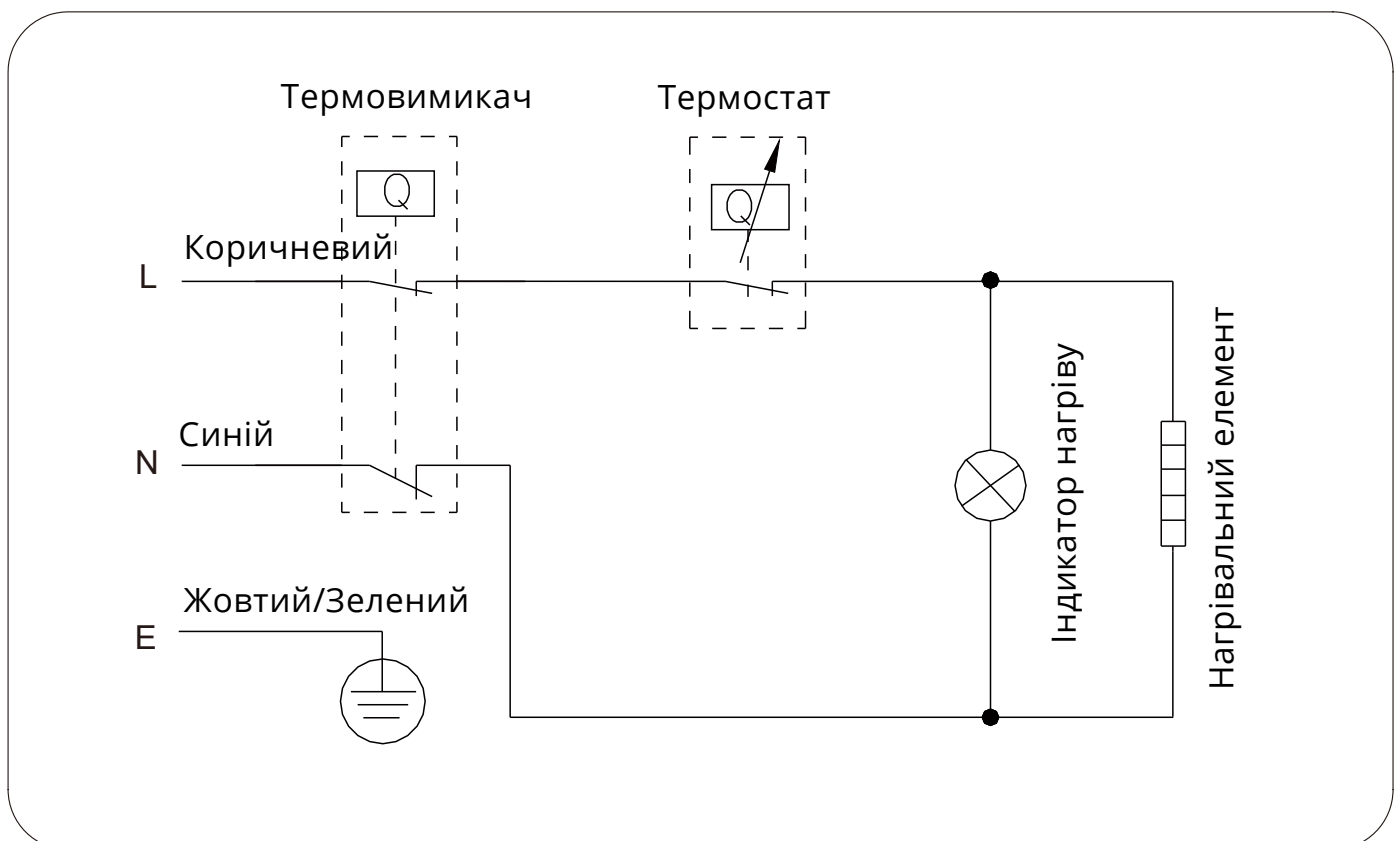 Термовимикач
Термостат
Q
Q
Коричневий
L
Синій
N
Жовтий/Зелений
E
Індикатор нагріву
Нагрівальний елемент